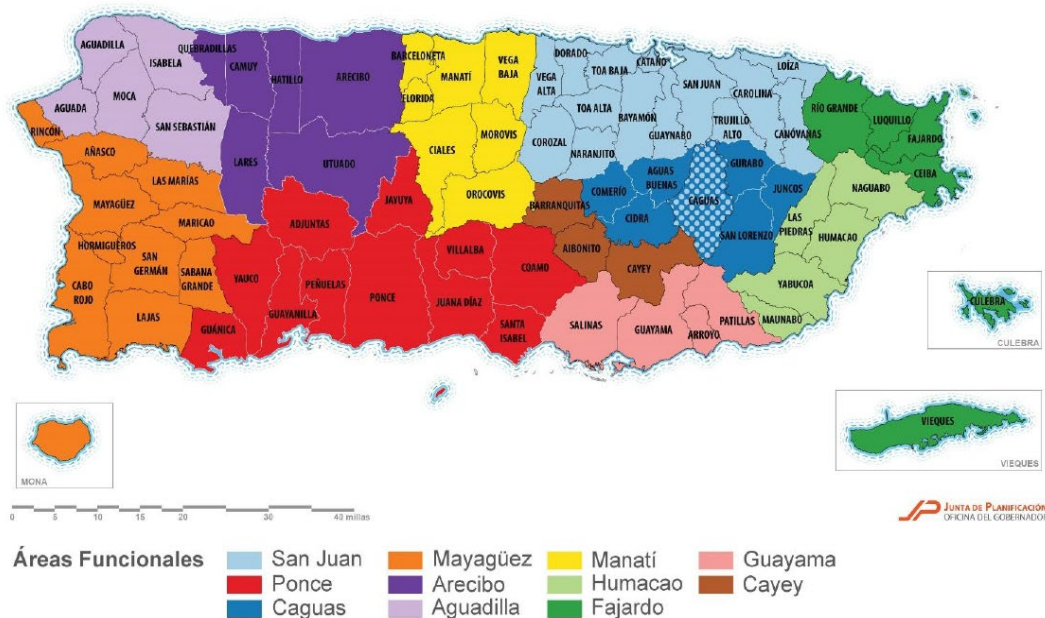 AGUADILLA
ISABELA
QUEBRADILLAS
CAMUY
HATILLO
ARECIBO
BARCELONETA
MANATÍ
VEGA
BAJA
VEGA
ALTA
DORADO
TOA BAJA
CATAÑO
SAN JUAN
LOÍZA
CAROLINA
AGUADA
MOCA
SAN SEBASTIÁN
FLORIDA
TOA ALTA
BAYAMÓN
GUAYNABO
TRUJILLO
ALTO
CANÓVANAS
RÍO GRANDE
LUQUILLO
FAJARDO
CEIBA
RINCÓN
AÑASCO
LARES
UTUADO
CIALES
MOROVIS
COROZAL
NARANJITO
LAS MARÍAS
OROCOVIS
COMERÍO
AGUAS
BUENAS
GURABO
JUNCOS
NAGUABO
MAYAGÜEZ
MARICAO
ADJUNTAS
JAYUYA
BARRANQUITAS
CIDRA
CAGUAS
SAN LORENZO
LAS
PIEDRAS
HUMACAO
HORMIGUEROS
SAN
GERMÁN
SABANA
GRANDE
YAUCO
PEÑUELAS
PONCE
VILLALBA
COAMO
AIBONITO
CAYEY
YABUCOA
CABO
ROJO
LAJAS
GUÁNICA
GUAYANILLA
JUANA DÍAZ
SANTA
ISABEL
SALINAS
GUAYAMA
ARROYO
PATILLAS
MAUNABO
CULEBRA
CULEBRA
VIEQUES
VIEQUES
MONA
0 5 10 20 30 40 millas
JP JUNTA DE PLANIFICACIÓN
OFICINA DEL GOBERNADOR
Áreas Funcionales
San Juan
Mayagüez
Manatí
Guayama
Ponce
Arecibo
Humacao
Cayey
Caguas
Aguadilla
Fajardo